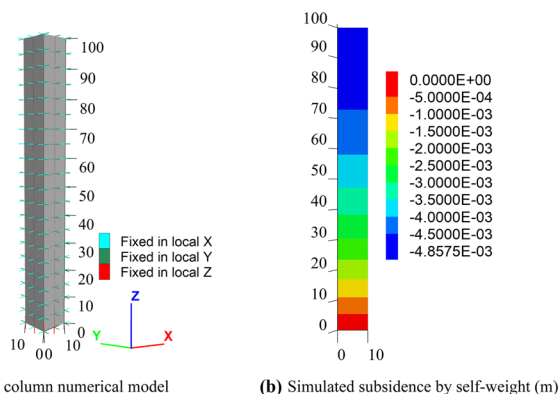 100
90
80
70
60
50
40
30
20
10
0
10
0
0
10
Fixed in local X
Fixed in local Y
Fixed in local Z
Z
Y
X
column numerical model
100
90
80
70
60
50
40
30
20
10
0
0
10
0.0000E+00
-5.0000E-04
-1.0000E-03
-1.5000E-03
-2.0000E-03
-2.5000E-03
-3.0000E-03
-3.5000E-03
-4.0000E-03
-4.5000E-03
-4.8575E-03
(b) Simulated subsidence by self-weight (m)